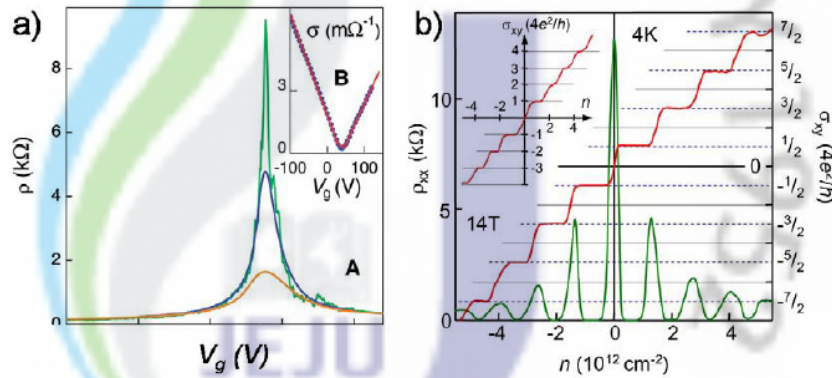 a)
σ (mΩ⁻¹)
B
3
0
-100 0 100
V_g (V)
ρ (kΩ)
8
6
4
2
0
A
V_g (V)
JEJU
b)
σ_xy (4e²/h)
4
3
2
1
-4 -2 2 4
n
-1
-2
-3
4K
14T
ρ_xx (kΩ)
10
5
0
7/2
5/2
3/2
1/2
0
-1/2
-3/2
-5/2
-7/2
σ_xy (4e²/h)
-4 -2 0 2 4
n (10¹² cm⁻²)